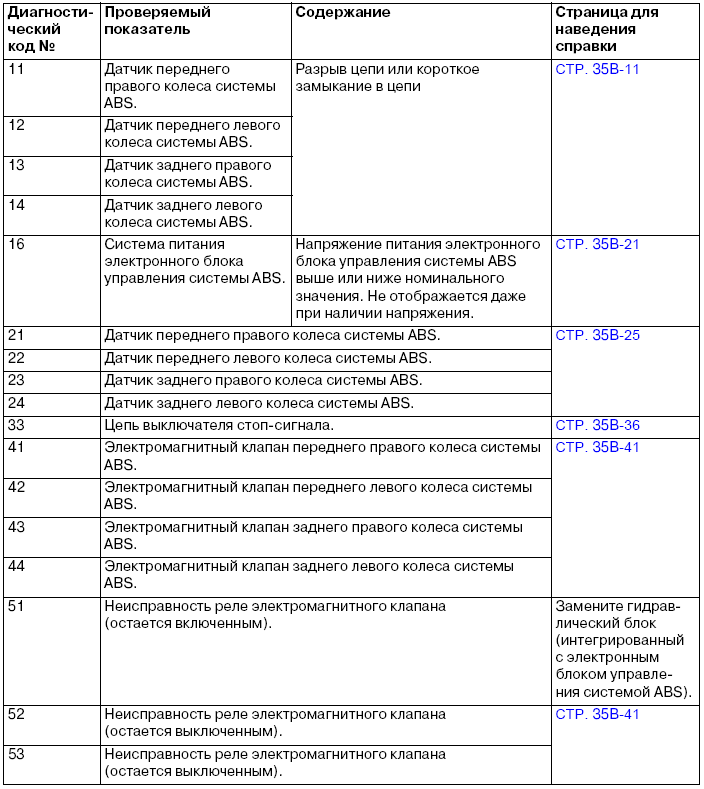 Диагности-
ческий
код №
Проверяемый
показатель
Содержание
Страница для
наведения
справки
11
Датчик переднего
правого колеса системы
ABS.
Разрыв цепи или короткое
замыкание в цепи
СТР. 35B-11
12
Датчик переднего левого
колеса системы ABS.
13
Датчик заднего правого
колеса системы ABS.
14
Датчик заднего левого
колеса системы ABS.
16
Система питания
электронного блока
управления системы ABS.
Напряжение питания электронного
блока управления системы ABS
выше или ниже номинального
значения. Не отображается даже
при наличии напряжения.
СТР. 35B-21
21
Датчик переднего правого колеса системы ABS.
СТР. 35B-25
22
Датчик переднего левого колеса системы ABS.
23
Датчик заднего правого колеса системы ABS.
24
Датчик заднего левого колеса системы ABS.
33
Цепь выключателя стоп-сигнала.
СТР. 35B-36
41
Электромагнитный клапан переднего правого колеса системы
ABS.
СТР. 35B-41
42
Электромагнитный клапан переднего левого колеса системы
ABS.
43
Электромагнитный клапан заднего правого колеса системы
ABS.
44
Электромагнитный клапан заднего левого колеса системы
ABS.
51
Неисправность реле электромагнитного клапана
(остается включенным).
Замените гидрав-
лический блок
(интегрированный
с электронным
блоком управле-
ния системой ABS).
52
Неисправность реле электромагнитного клапана
(остается выключенным).
СТР. 35B-41
53
Неисправность реле электромагнитного клапана
(остается выключенным).